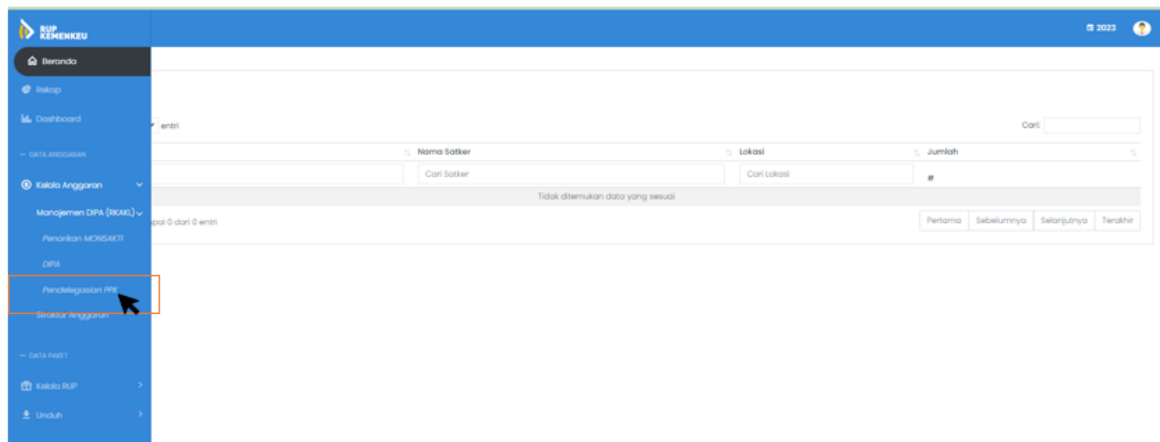 RUP
KEMENKEU
2023
Beranda
Rekap
Dashboard
entri
Cari:
— DATA ANGGARAN
Nama Satker
Lokasi
Jumlah
Cari Satker
Cari Lokasi
#
Kelola Anggaran
Tidak ditemukan data yang sesuai
Manajemen DIPA (RKAKL)
pai 0 dari 0 entri
Pertama
Sebelumnya
Selanjutnya
Terakhir
Penarikan MONSAKTI
DIPA
Pendelegasian PPK
Struktur Anggaran
— DATA PAKET
Kelola RUP
Unduh